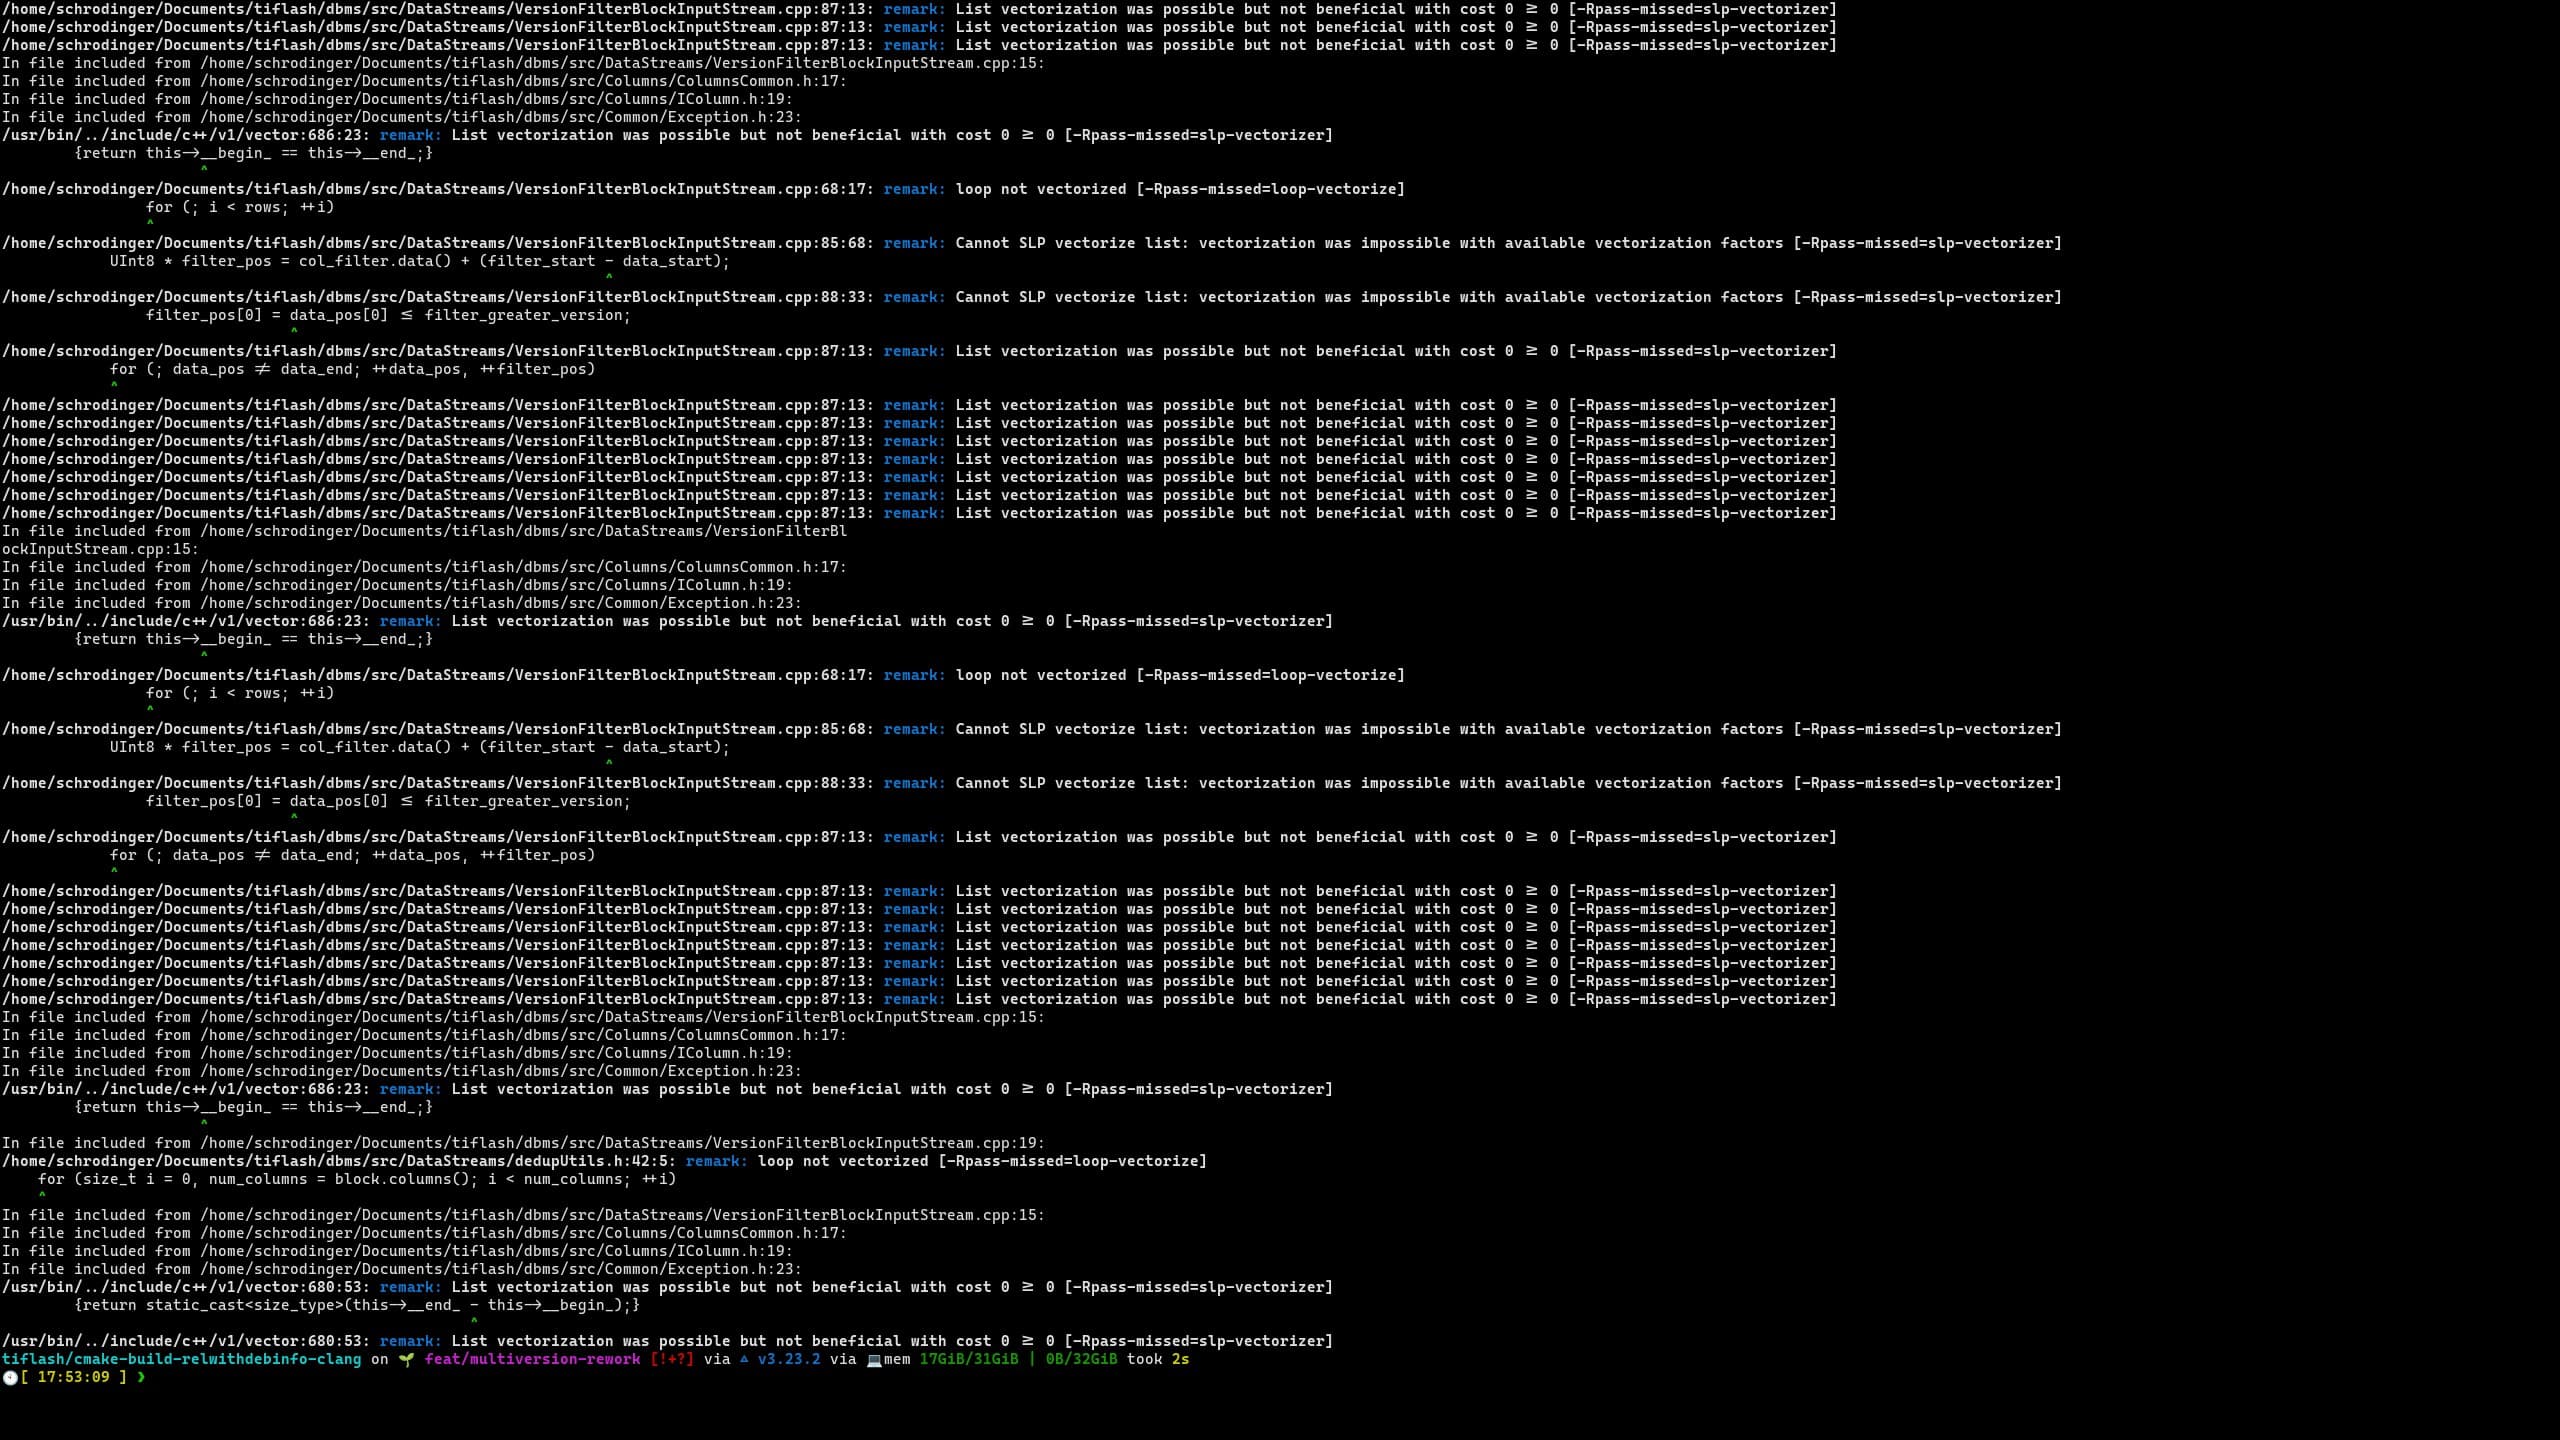 /home/schrodinger/Documents/tiflash/dbms/src/DataStreams/VersionFilterBlockInputStream.cpp:87:13: remark: List vectorization was possible but not beneficial with cost 0 ≥ 0 [-Rpass-missed=slp-vectorizer]
/home/schrodinger/Documents/tiflash/dbms/src/DataStreams/VersionFilterBlockInputStream.cpp:87:13: remark: List vectorization was possible but not beneficial with cost 0 ≥ 0 [-Rpass-missed=slp-vectorizer]
/home/schrodinger/Documents/tiflash/dbms/src/DataStreams/VersionFilterBlockInputStream.cpp:87:13: remark: List vectorization was possible but not beneficial with cost 0 ≥ 0 [-Rpass-missed=slp-vectorizer]
In file included from /home/schrodinger/Documents/tiflash/dbms/src/DataStreams/VersionFilterBlockInputStream.cpp:15:
In file included from /home/schrodinger/Documents/tiflash/dbms/src/Columns/ColumnsCommon.h:17:
In file included from /home/schrodinger/Documents/tiflash/dbms/src/Columns/IColumn.h:19:
In file included from /home/schrodinger/Documents/tiflash/dbms/src/Common/Exception.h:23:
/usr/bin/../include/c++/v1/vector:686:23: remark: List vectorization was possible but not beneficial with cost 0 ≥ 0 [-Rpass-missed=slp-vectorizer]
{return this->__begin_ == this->__end_;}
^
/home/schrodinger/Documents/tiflash/dbms/src/DataStreams/VersionFilterBlockInputStream.cpp:68:17: remark: loop not vectorized [-Rpass-missed=loop-vectorize]
for (; i < rows; ++i)
^
/home/schrodinger/Documents/tiflash/dbms/src/DataStreams/VersionFilterBlockInputStream.cpp:85:68: remark: Cannot SLP vectorize list: vectorization was impossible with available vectorization factors [-Rpass-missed=slp-vectorizer]
UInt8 * filter_pos = col_filter.data() + (filter_start - data_start);
^
/home/schrodinger/Documents/tiflash/dbms/src/DataStreams/VersionFilterBlockInputStream.cpp:88:33: remark: Cannot SLP vectorize list: vectorization was impossible with available vectorization factors [-Rpass-missed=slp-vectorizer]
filter_pos[0] = data_pos[0] ≤ filter_greater_version;
^
/home/schrodinger/Documents/tiflash/dbms/src/DataStreams/VersionFilterBlockInputStream.cpp:87:13: remark: List vectorization was possible but not beneficial with cost 0 ≥ 0 [-Rpass-missed=slp-vectorizer]
for (; data_pos ≠ data_end; ++data_pos, ++filter_pos)
^
/home/schrodinger/Documents/tiflash/dbms/src/DataStreams/VersionFilterBlockInputStream.cpp:87:13: remark: List vectorization was possible but not beneficial with cost 0 ≥ 0 [-Rpass-missed=slp-vectorizer]
/home/schrodinger/Documents/tiflash/dbms/src/DataStreams/VersionFilterBlockInputStream.cpp:87:13: remark: List vectorization was possible but not beneficial with cost 0 ≥ 0 [-Rpass-missed=slp-vectorizer]
/home/schrodinger/Documents/tiflash/dbms/src/DataStreams/VersionFilterBlockInputStream.cpp:87:13: remark: List vectorization was possible but not beneficial with cost 0 ≥ 0 [-Rpass-missed=slp-vectorizer]
/home/schrodinger/Documents/tiflash/dbms/src/DataStreams/VersionFilterBlockInputStream.cpp:87:13: remark: List vectorization was possible but not beneficial with cost 0 ≥ 0 [-Rpass-missed=slp-vectorizer]
/home/schrodinger/Documents/tiflash/dbms/src/DataStreams/VersionFilterBlockInputStream.cpp:87:13: remark: List vectorization was possible but not beneficial with cost 0 ≥ 0 [-Rpass-missed=slp-vectorizer]
/home/schrodinger/Documents/tiflash/dbms/src/DataStreams/VersionFilterBlockInputStream.cpp:87:13: remark: List vectorization was possible but not beneficial with cost 0 ≥ 0 [-Rpass-missed=slp-vectorizer]
/home/schrodinger/Documents/tiflash/dbms/src/DataStreams/VersionFilterBlockInputStream.cpp:87:13: remark: List vectorization was possible but not beneficial with cost 0 ≥ 0 [-Rpass-missed=slp-vectorizer]
In file included from /home/schrodinger/Documents/tiflash/dbms/src/DataStreams/VersionFilterBl
ockInputStream.cpp:15:
In file included from /home/schrodinger/Documents/tiflash/dbms/src/Columns/ColumnsCommon.h:17:
In file included from /home/schrodinger/Documents/tiflash/dbms/src/Columns/IColumn.h:19:
In file included from /home/schrodinger/Documents/tiflash/dbms/src/Common/Exception.h:23:
/usr/bin/../include/c++/v1/vector:686:23: remark: List vectorization was possible but not beneficial with cost 0 ≥ 0 [-Rpass-missed=slp-vectorizer]
{return this->__begin_ == this->__end_;}
^
/home/schrodinger/Documents/tiflash/dbms/src/DataStreams/VersionFilterBlockInputStream.cpp:68:17: remark: loop not vectorized [-Rpass-missed=loop-vectorize]
for (; i < rows; ++i)
^
/home/schrodinger/Documents/tiflash/dbms/src/DataStreams/VersionFilterBlockInputStream.cpp:85:68: remark: Cannot SLP vectorize list: vectorization was impossible with available vectorization factors [-Rpass-missed=slp-vectorizer]
UInt8 * filter_pos = col_filter.data() + (filter_start - data_start);
^
/home/schrodinger/Documents/tiflash/dbms/src/DataStreams/VersionFilterBlockInputStream.cpp:88:33: remark: Cannot SLP vectorize list: vectorization was impossible with available vectorization factors [-Rpass-missed=slp-vectorizer]
filter_pos[0] = data_pos[0] ≤ filter_greater_version;
^
/home/schrodinger/Documents/tiflash/dbms/src/DataStreams/VersionFilterBlockInputStream.cpp:87:13: remark: List vectorization was possible but not beneficial with cost 0 ≥ 0 [-Rpass-missed=slp-vectorizer]
for (; data_pos ≠ data_end; ++data_pos, ++filter_pos)
^
/home/schrodinger/Documents/tiflash/dbms/src/DataStreams/VersionFilterBlockInputStream.cpp:87:13: remark: List vectorization was possible but not beneficial with cost 0 ≥ 0 [-Rpass-missed=slp-vectorizer]
/home/schrodinger/Documents/tiflash/dbms/src/DataStreams/VersionFilterBlockInputStream.cpp:87:13: remark: List vectorization was possible but not beneficial with cost 0 ≥ 0 [-Rpass-missed=slp-vectorizer]
/home/schrodinger/Documents/tiflash/dbms/src/DataStreams/VersionFilterBlockInputStream.cpp:87:13: remark: List vectorization was possible but not beneficial with cost 0 ≥ 0 [-Rpass-missed=slp-vectorizer]
/home/schrodinger/Documents/tiflash/dbms/src/DataStreams/VersionFilterBlockInputStream.cpp:87:13: remark: List vectorization was possible but not beneficial with cost 0 ≥ 0 [-Rpass-missed=slp-vectorizer]
/home/schrodinger/Documents/tiflash/dbms/src/DataStreams/VersionFilterBlockInputStream.cpp:87:13: remark: List vectorization was possible but not beneficial with cost 0 ≥ 0 [-Rpass-missed=slp-vectorizer]
/home/schrodinger/Documents/tiflash/dbms/src/DataStreams/VersionFilterBlockInputStream.cpp:87:13: remark: List vectorization was possible but not beneficial with cost 0 ≥ 0 [-Rpass-missed=slp-vectorizer]
/home/schrodinger/Documents/tiflash/dbms/src/DataStreams/VersionFilterBlockInputStream.cpp:87:13: remark: List vectorization was possible but not beneficial with cost 0 ≥ 0 [-Rpass-missed=slp-vectorizer]
In file included from /home/schrodinger/Documents/tiflash/dbms/src/DataStreams/VersionFilterBlockInputStream.cpp:15:
In file included from /home/schrodinger/Documents/tiflash/dbms/src/Columns/ColumnsCommon.h:17:
In file included from /home/schrodinger/Documents/tiflash/dbms/src/Columns/IColumn.h:19:
In file included from /home/schrodinger/Documents/tiflash/dbms/src/Common/Exception.h:23:
/usr/bin/../include/c++/v1/vector:686:23: remark: List vectorization was possible but not beneficial with cost 0 ≥ 0 [-Rpass-missed=slp-vectorizer]
{return this->__begin_ == this->__end_;}
^
In file included from /home/schrodinger/Documents/tiflash/dbms/src/DataStreams/VersionFilterBlockInputStream.cpp:19:
/home/schrodinger/Documents/tiflash/dbms/src/DataStreams/dedupUtils.h:42:5: remark: loop not vectorized [-Rpass-missed=loop-vectorize]
for (size_t i = 0, num_columns = block.columns(); i < num_columns; ++i)
^
In file included from /home/schrodinger/Documents/tiflash/dbms/src/DataStreams/VersionFilterBlockInputStream.cpp:15:
In file included from /home/schrodinger/Documents/tiflash/dbms/src/Columns/ColumnsCommon.h:17:
In file included from /home/schrodinger/Documents/tiflash/dbms/src/Columns/IColumn.h:19:
In file included from /home/schrodinger/Documents/tiflash/dbms/src/Common/Exception.h:23:
/usr/bin/../include/c++/v1/vector:680:53: remark: List vectorization was possible but not beneficial with cost 0 ≥ 0 [-Rpass-missed=slp-vectorizer]
{return static_cast<size_type>(this->__end_ - this->__begin_);}
^
/usr/bin/../include/c++/v1/vector:680:53: remark: List vectorization was possible but not beneficial with cost 0 ≥ 0 [-Rpass-missed=slp-vectorizer]
tiflash/cmake-build-relwithdebinfo-clang on 🌱 feat/multiversion-rework [!+?] via △ v3.23.2 via 💻mem 17GiB/31GiB | 0B/32GiB took 2s
🕙[ 17:53:09 ] ❯